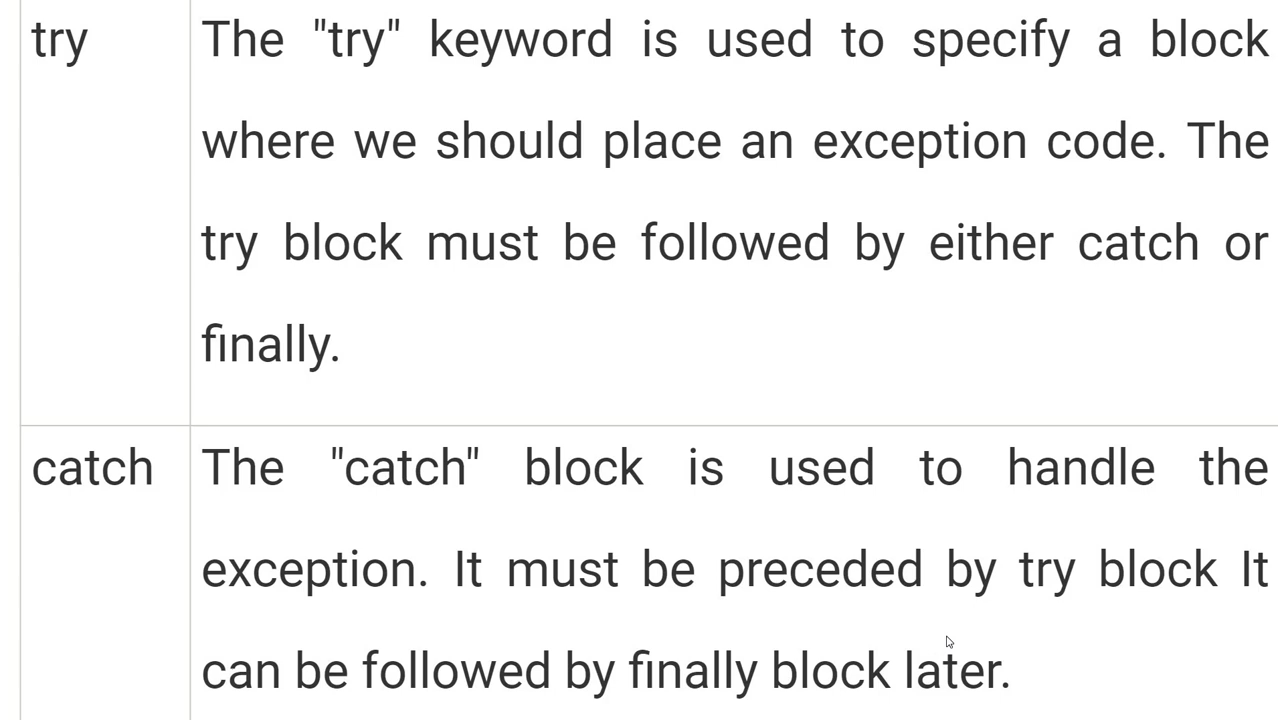 try
The "try" keyword is used to specify a block
where we should place an exception code. The
try block must be followed by either catch or
finally.
catch
The "catch" block is used to handle the
exception. It must be preceded by try block It
can be followed by finally block later.